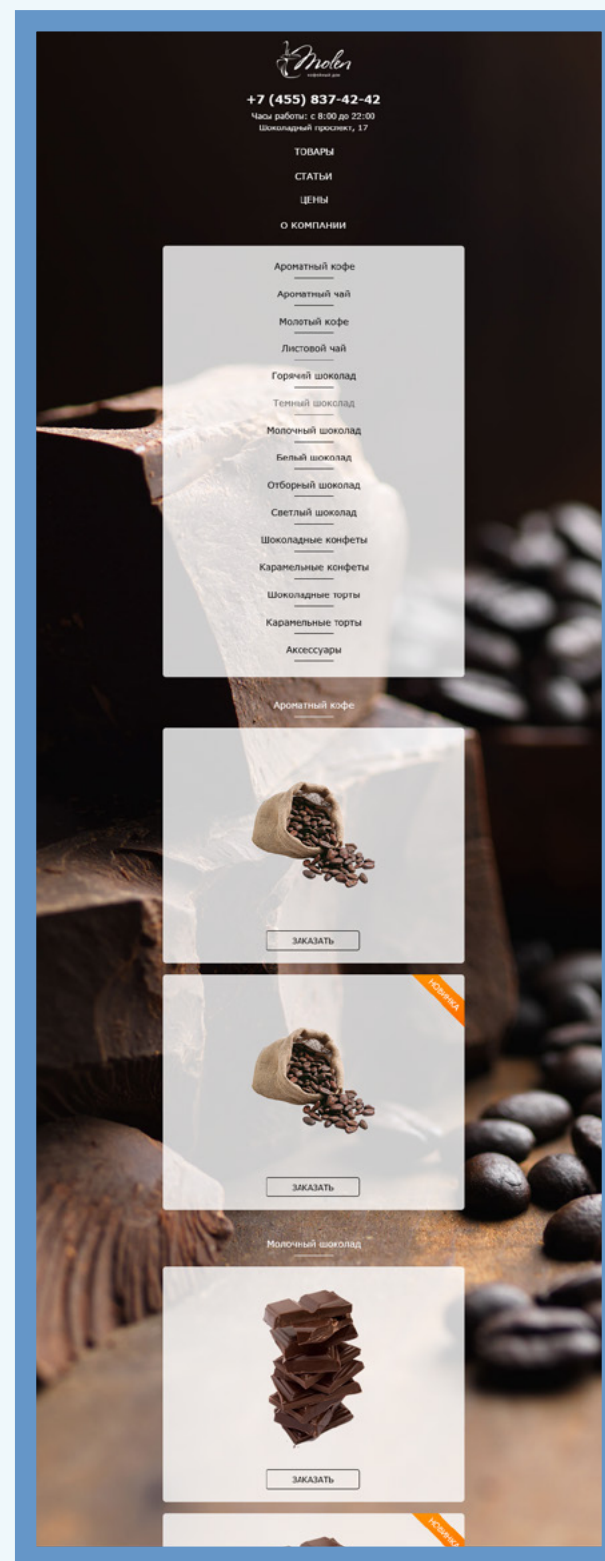 Molen
кофейный дом
+7 (455) 837-42-42
Часы работы: с 8:00 до 22:00
Шоколадный проспект, 17
ТОВАРЫ
СТАТЬИ
ЦЕНЫ
О КОМПАНИИ
Ароматный кофе
Ароматный чай
Молотый кофе
Листовой чай
Горячий шоколад
Темный шоколад
Молочный шоколад
Белый шоколад
Отборный шоколад
Светлый шоколад
Шоколадные конфеты
Карамельные конфеты
Шоколадные торты
Карамельные торты
Аксессуары
Ароматный кофе
ЗАКАЗАТЬ
НОВИНКА
ЗАКАЗАТЬ
Молочный шоколад
ЗАКАЗАТЬ
НОВИНКА